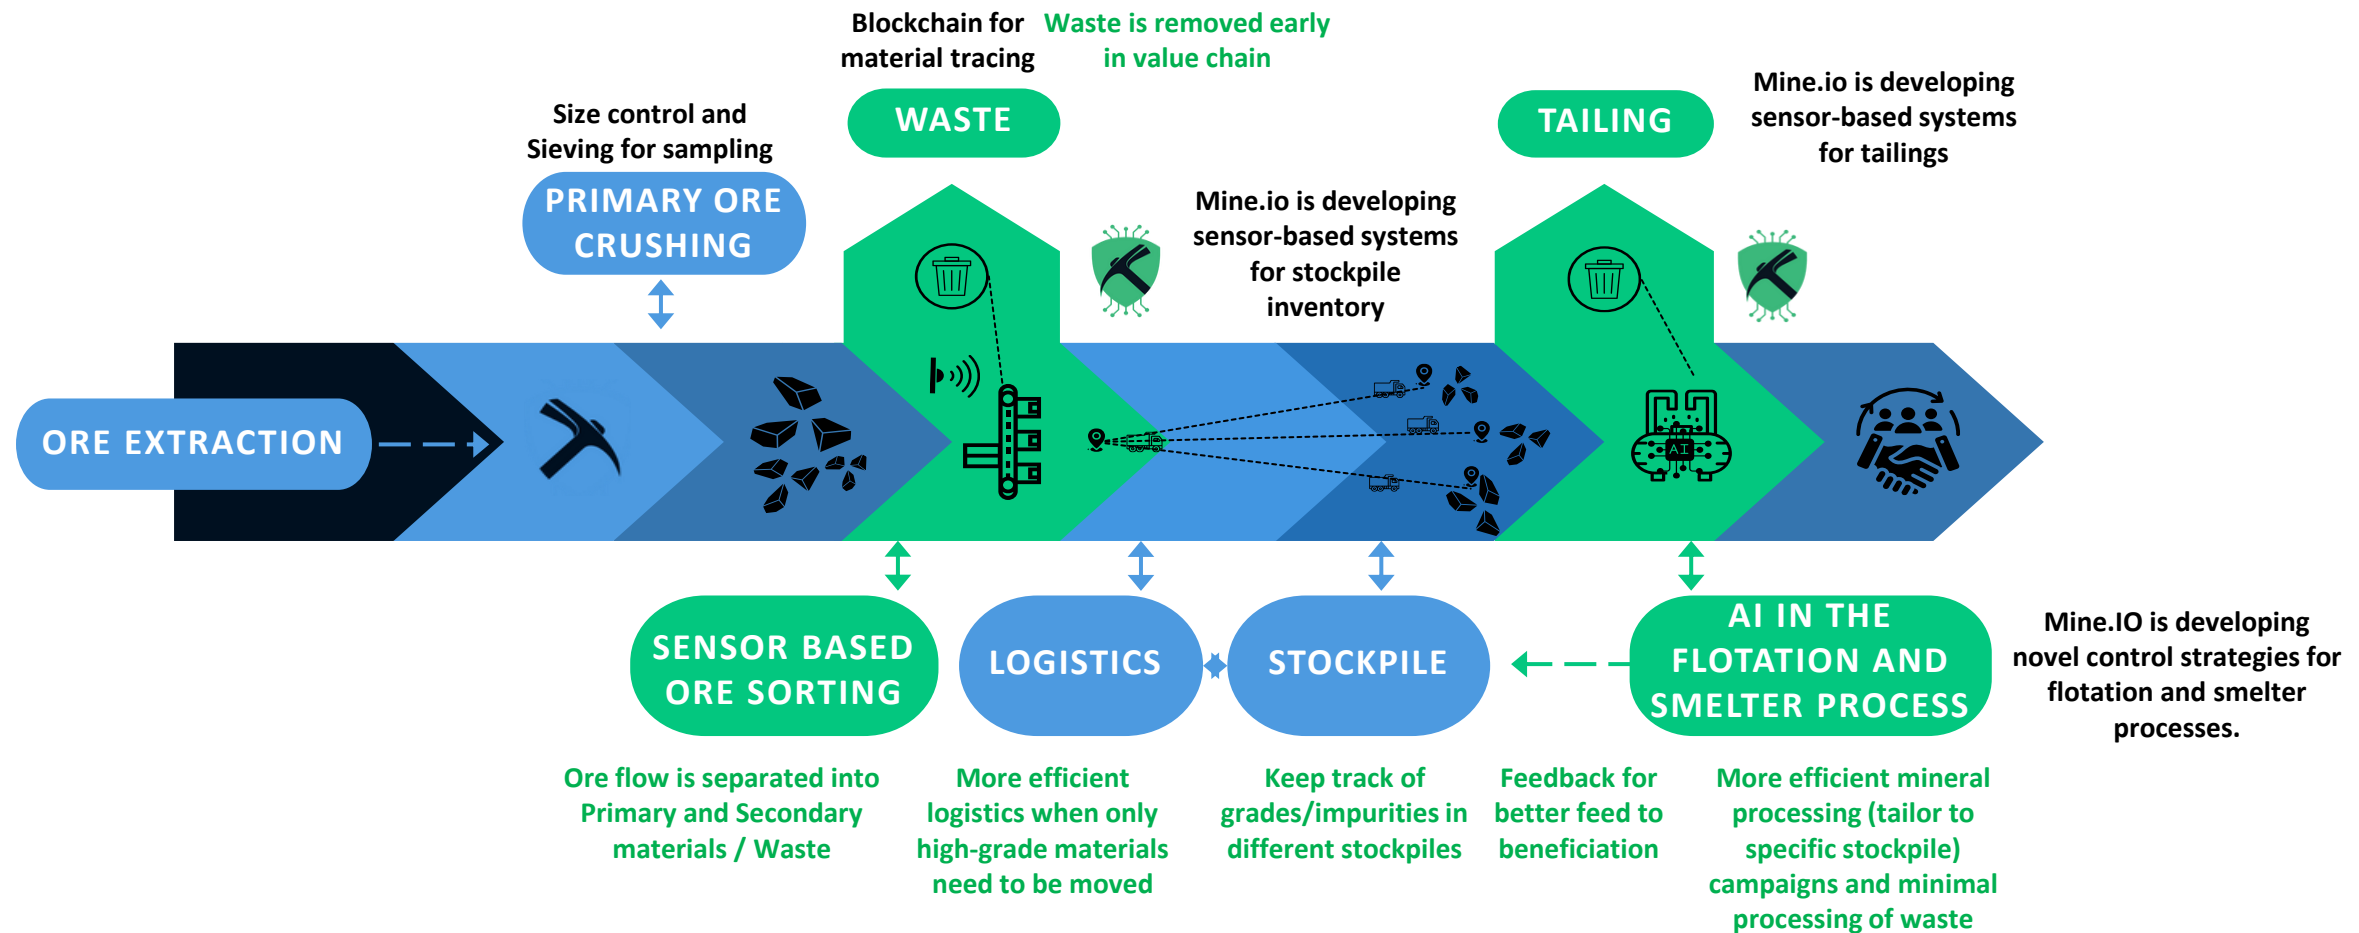 Blockchain for
material tracing
Waste is removed early
in value chain
Mine.io is developing
sensor-based systems
for tailings
Size control and
Sieving for sampling
WASTE
TAILING
PRIMARY ORE
CRUSHING
Mine.io is developing
sensor-based systems
for stockpile
inventory
ORE EXTRACTION
AI
SENSOR BASED
ORE SORTING
LOGISTICS
STOCKPILE
AI IN THE
FLOTATION AND
SMELTER PROCESS
Mine.IO is developing
novel control strategies for
flotation and smelter
processes.
Ore flow is separated into
Primary and Secondary
materials / Waste
More efficient
logistics when only
high-grade materials
need to be moved
Keep track of
grades/impurities in
different stockpiles
Feedback for
better feed to
beneficiation
More efficient mineral
processing (tailor to
specific stockpile)
campaigns and minimal
processing of waste